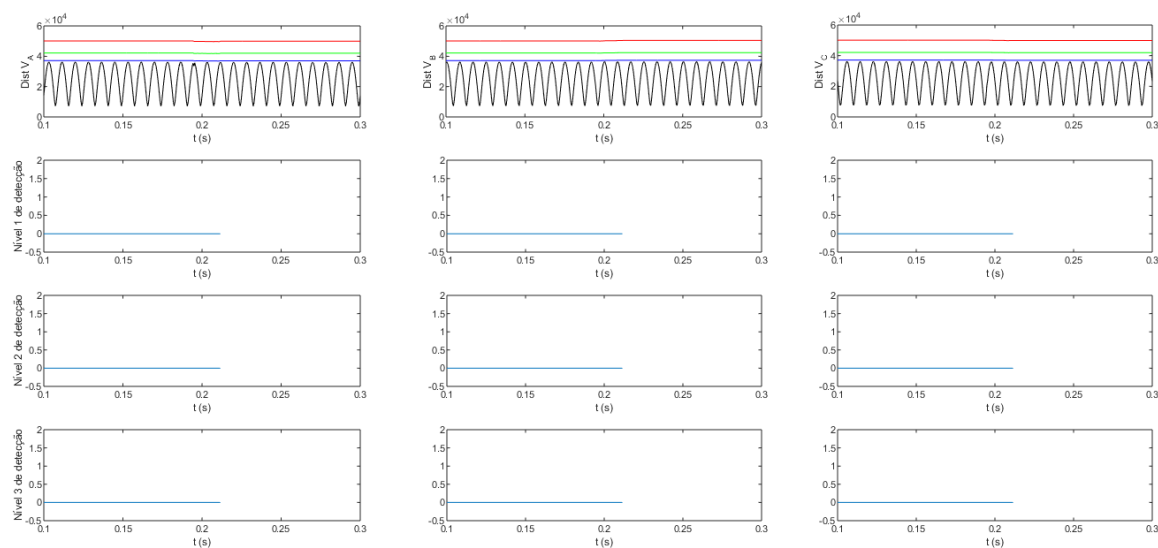 ×10⁴ ×10⁴ ×10⁴
6 6 6
4 4 4
2 2 2
0 0 0
Dist V_A Dist V_B Dist V_C
0.1 0.15 0.2 0.25 0.3 0.1 0.15 0.2 0.25 0.3 0.1 0.15 0.2 0.25 0.3
t (s) t (s) t (s)
2 2 2
1.5 1.5 1.5
1 1 1
0.5 0.5 0.5
0 0 0
-0.5 -0.5 -0.5
Nível 1 de detecção
0.1 0.15 0.2 0.25 0.3 0.1 0.15 0.2 0.25 0.3 0.1 0.15 0.2 0.25 0.3
t (s) t (s) t (s)
2 2 2
1.5 1.5 1.5
1 1 1
0.5 0.5 0.5
0 0 0
-0.5 -0.5 -0.5
Nível 2 de detecção
0.1 0.15 0.2 0.25 0.3 0.1 0.15 0.2 0.25 0.3 0.1 0.15 0.2 0.25 0.3
t (s) t (s) t (s)
2 2 2
1.5 1.5 1.5
1 1 1
0.5 0.5 0.5
0 0 0
-0.5 -0.5 -0.5
Nível 3 de detecção
0.1 0.15 0.2 0.25 0.3 0.1 0.15 0.2 0.25 0.3 0.1 0.15 0.2 0.25 0.3
t (s) t (s) t (s)